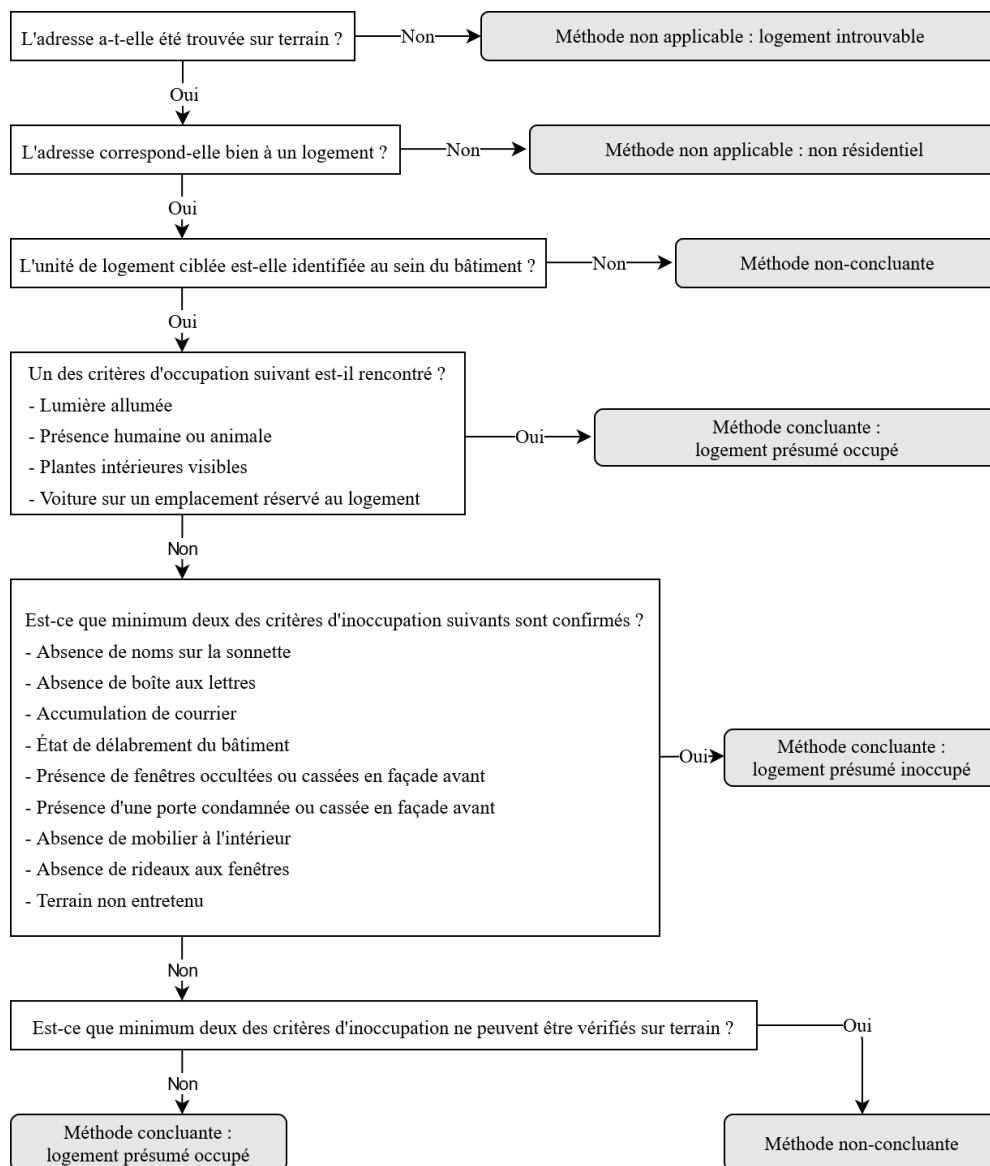 L'adresse a-t-elle été trouvée sur terrain ?
Non
Méthode non applicable : logement introuvable
Oui
L'adresse correspond-elle bien à un logement ?
Non
Méthode non applicable : non résidentiel
Oui
L'unité de logement ciblée est-elle identifiée au sein du bâtiment ?
Non
Méthode non-concluante
Oui
Un des critères d'occupation suivant est-il rencontré ?
- Lumière allumée
- Présence humaine ou animale
- Plantes intérieures visibles
- Voiture sur un emplacement réservé au logement
Oui
Méthode concluante :
logement présumé occupé
Non
Est-ce que minimum deux des critères d'inoccupation suivants sont confirmés ?
- Absence de noms sur la sonnette
- Absence de boîte aux lettres
- Accumulation de courrier
- État de délabrement du bâtiment
- Présence de fenêtres occultées ou cassées en façade avant
- Présence d'une porte condamnée ou cassée en façade avant
- Absence de mobilier à l'intérieur
- Absence de rideaux aux fenêtres
- Terrain non entretenu
Oui
Méthode concluante :
logement présumé inoccupé
Non
Est-ce que minimum deux des critères d'inoccupation ne peuvent être vérifiés sur terrain ?
Oui
Non
Méthode concluante :
logement présumé occupé
Méthode non-concluante